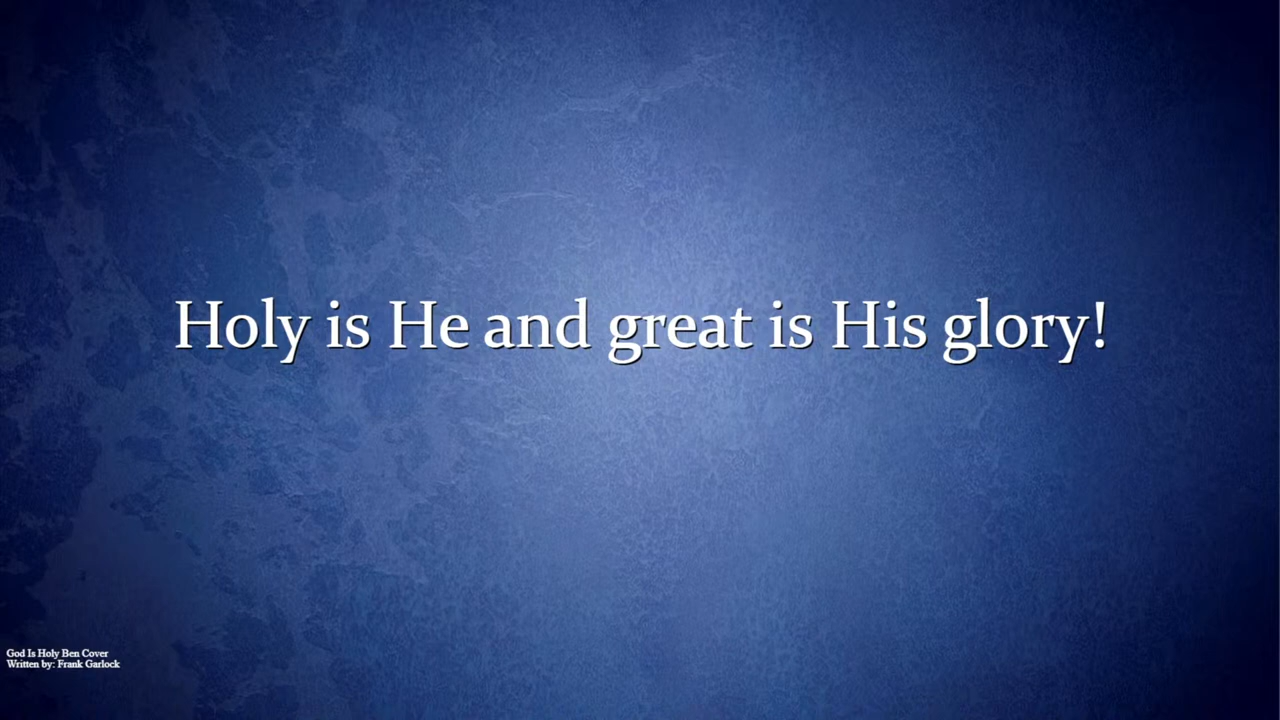 Holy is He and great is His glory!
God Is Holy Ben Cover
Written by: Frank Garlock